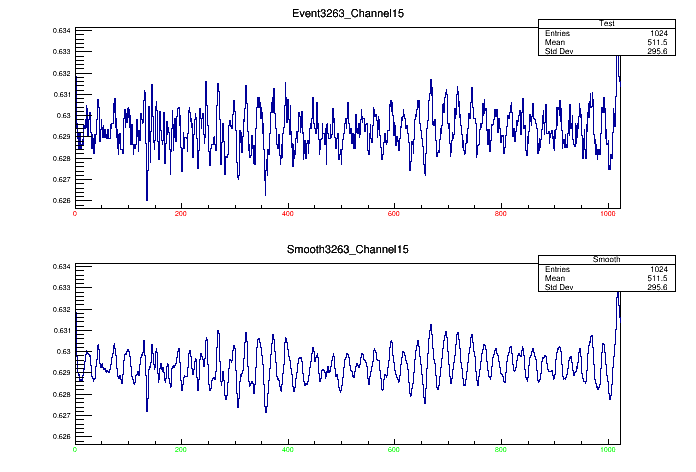 Event3263_Channel15
Test
Entries 1024
Mean 511.5
Std Dev 295.6
0.634
0.633
0.632
0.631
0.63
0.629
0.628
0.627
0.626
0 200 400 600 800 1000
Smooth3263_Channel15
Smooth
Entries 1024
Mean 511.5
Std Dev 295.6
0.634
0.633
0.632
0.631
0.63
0.629
0.628
0.627
0.626
0 200 400 600 800 1000